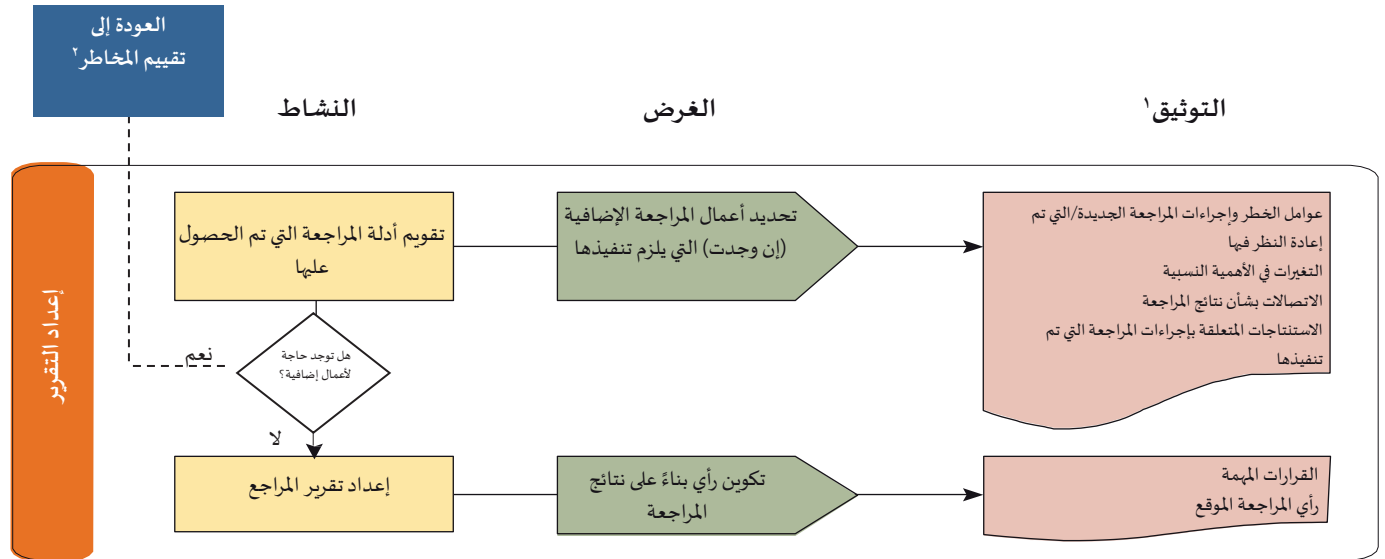 العودة إلى
تقييم المخاطر٢
النشاط
الغرض
التوثيق١
إعداد التقرير
تقويم أدلة المراجعة التي تم الحصول
عليها
تحديد أعمال المراجعة الإضافية
(إن وجدت) التي يلزم تنفيذها
عوامل الخطر وإجراءات المراجعة الجديدة/التي تم
إعادة النظر فيها
التغيرات في الأهمية النسبية
الاتصالات بشأن نتائج المراجعة
الاستنتاجات المتعلقة بإجراءات المراجعة التي تم
تنفيذها
هل توجد حاجة
لأعمال إضافية؟
نعم
لا
إعداد تقرير المراجع
تكوين رأي بناءً على نتائج
المراجعة
القرارات المهمة
رأي المراجعة الموقع